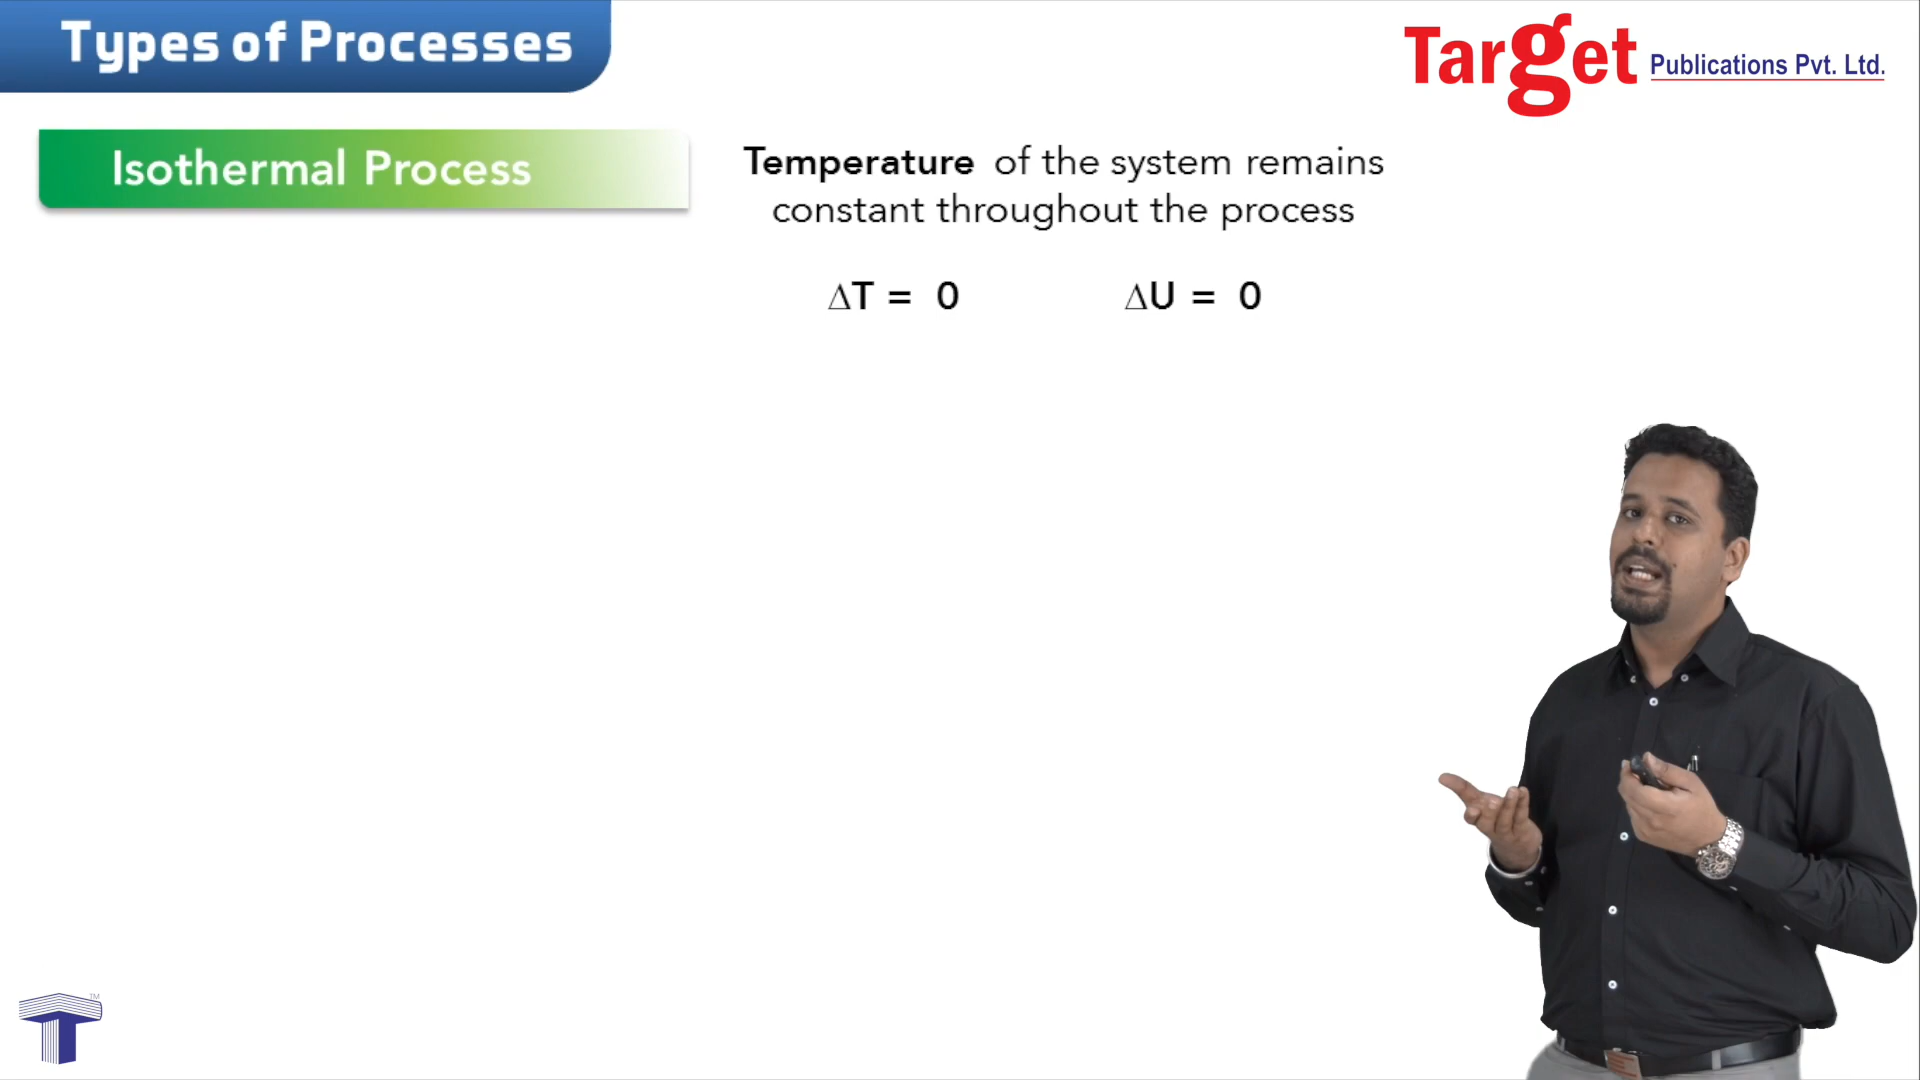 Types of Processes
Target Publications Pvt. Ltd.
Isothermal Process
Temperature of the system remains
constant throughout the process
ΔT = 0 ΔU = 0
TM